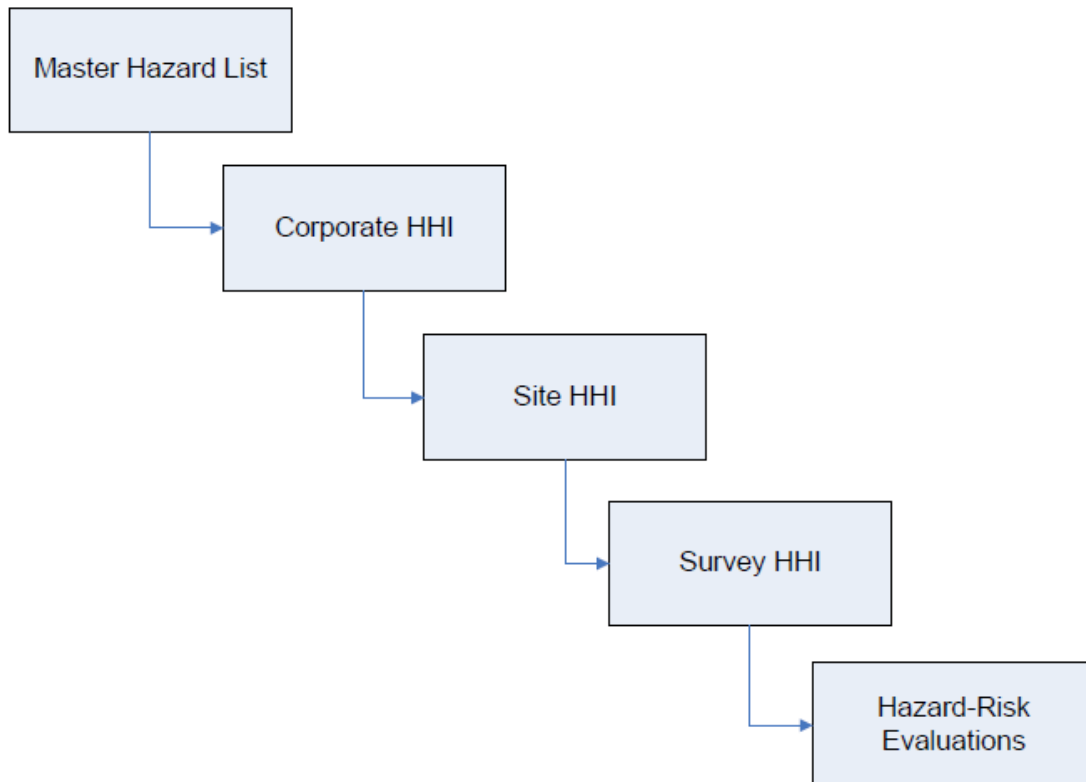 Master Hazard List
Corporate HHI
Site HHI
Survey HHI
Hazard-Risk
Evaluations